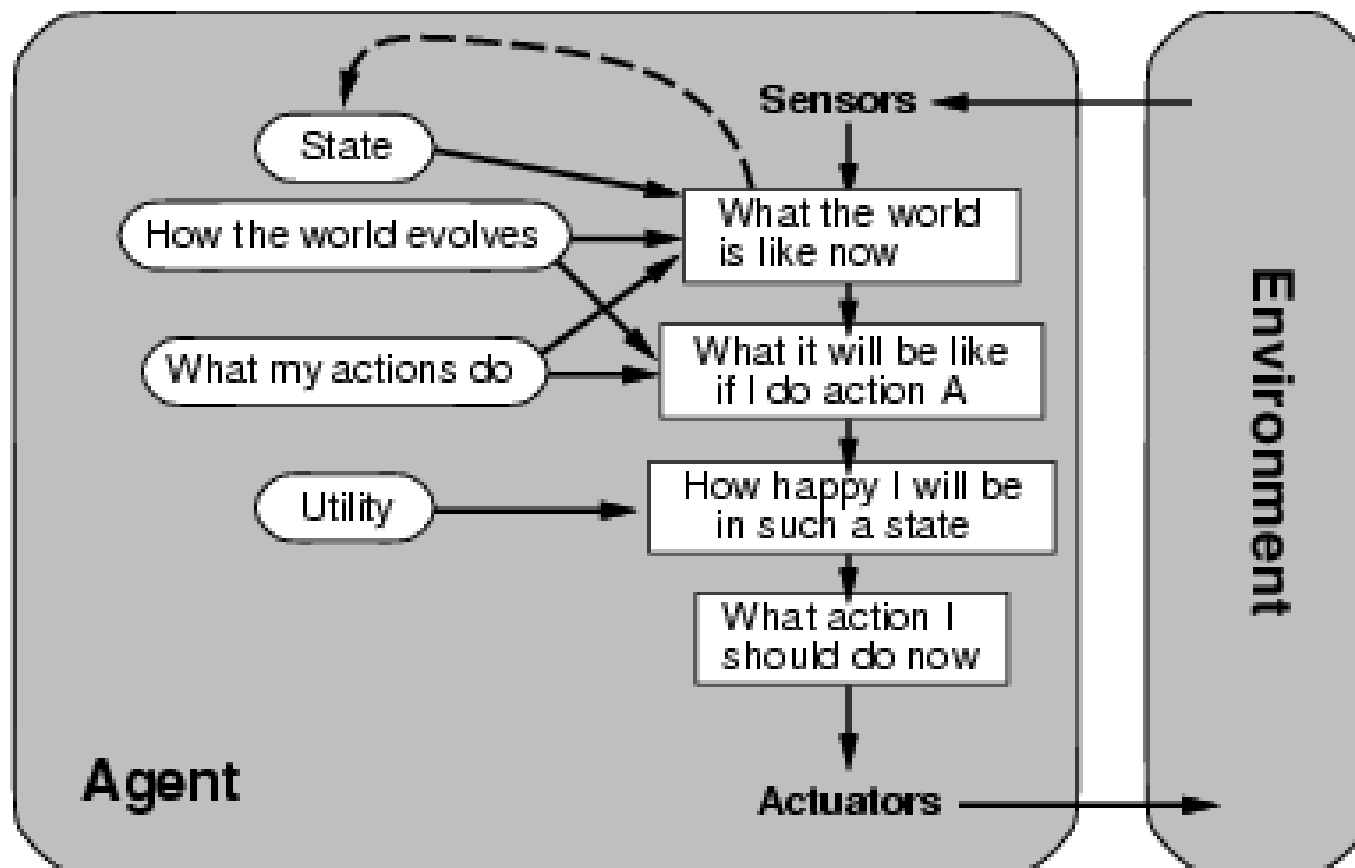 Sensors
State
What the world
is like now
How the world evolves
What my actions do
What it will be like
if I do action A
Utility
How happy I will be
in such a state
What action I
should do now
Agent
Actuators
Environment